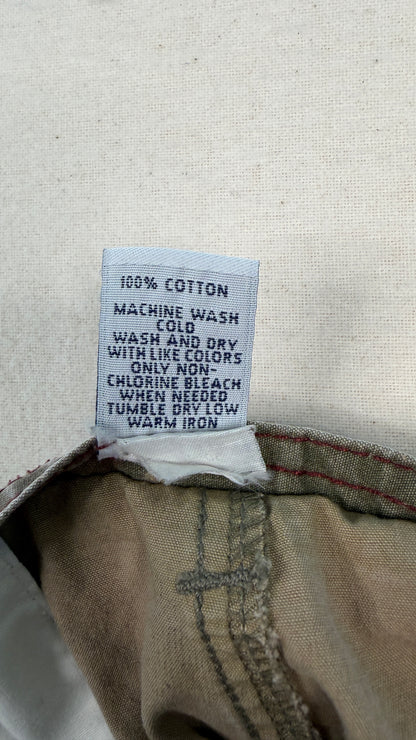 100% COTTON
MACHINE WASH
COLD
WASH AND DRY
WITH LIKE COLORS
ONLY NON-
CHLORINE BLEACH
WHEN NEEDED
TUMBLE DRY LOW
WARM IRON